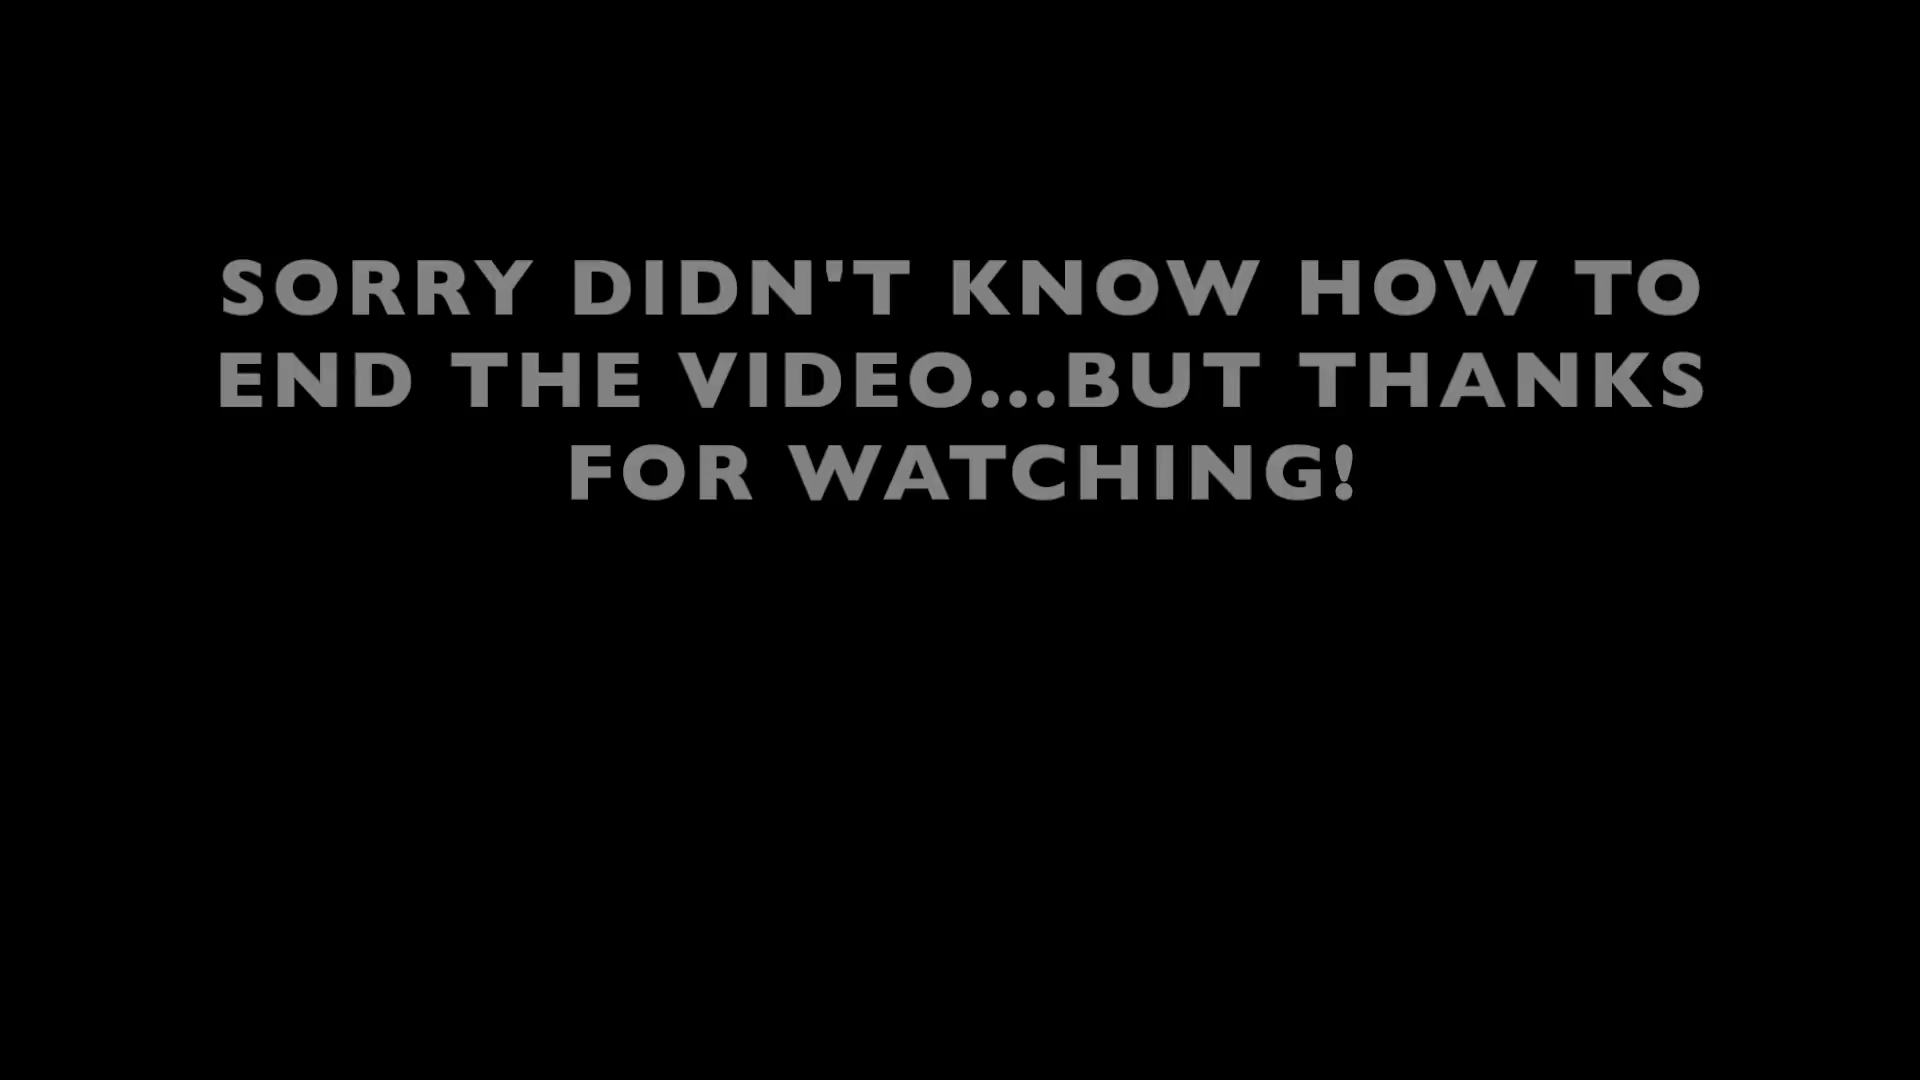 SORRY DIDN'T KNOW HOW TO
END THE VIDEO...BUT THANKS
FOR WATCHING!